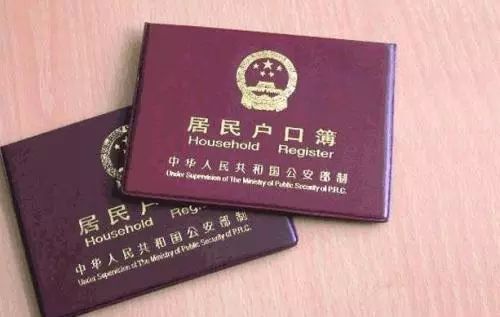 居民户口簿
Household Register
中华人民共和国公安部制
Under Supervision of The Ministry of Public Security of P.R.C.
居民户
Household Reg
中华人民共和国公安部制
Under Supervision of The Ministry of Public Security of P.R.C.